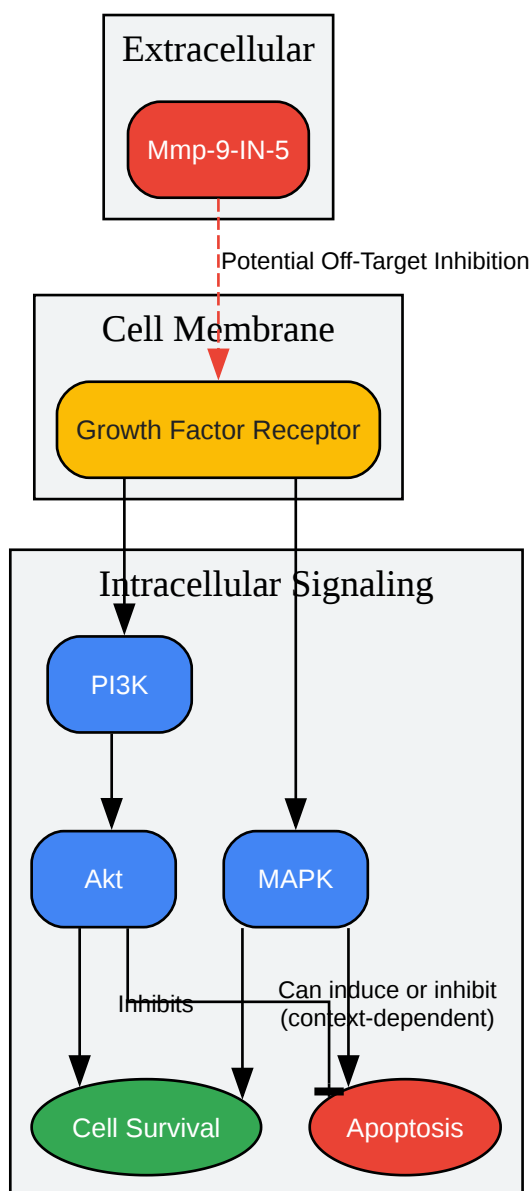 Extracellular
Mmp-9-IN-5
Potential Off-Target Inhibition
Cell Membrane
Growth Factor Receptor
Intracellular Signaling
PI3K
Akt
MAPK
Inhibits
Can induce or inhibit
(context-dependent)
Cell Survival
Apoptosis